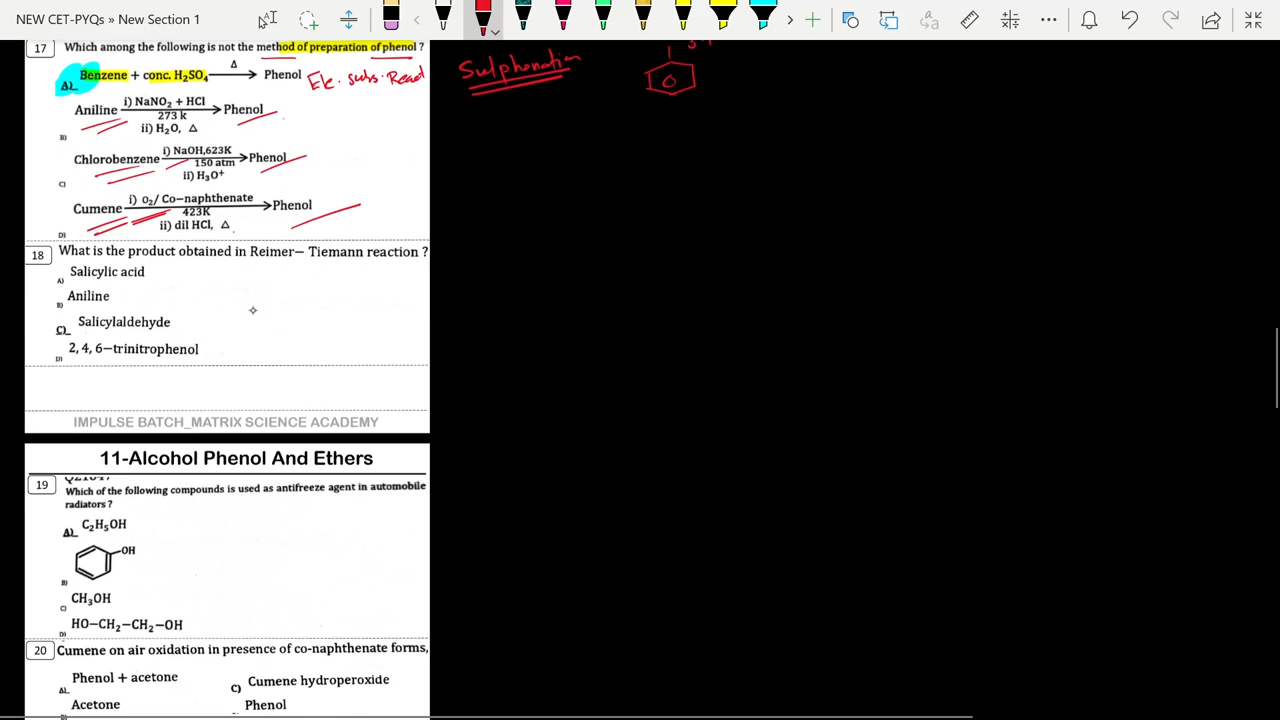 NEW CET-PYQs » New Section 1
17 Which among the following is not the method of preparation of phenol ?
Δ
A) Benzene + conc. H₂SO₄ ⟶ Phenol Ele. subs. React
Sulphonation
i) NaNO₂ + HCl
Aniline ⟶ Phenol
273 k
ii) H₂O, Δ
B)
i) NaOH,623K
Chlorobenzene ⟶ Phenol
150 atm
ii) H₃O⁺
C)
i) O₂/ Co−naphthenate
Cumene ⟶ Phenol
423K
ii) dil HCl, Δ
D)
18 What is the product obtained in Reimer− Tiemann reaction ?
A) Salicylic acid
B) Aniline
C) Salicylaldehyde
D) 2, 4, 6−trinitrophenol
IMPULSE BATCH_MATRIX SCIENCE ACADEMY
11-Alcohol Phenol And Ethers
19 Which of the following compounds is used as antifreeze agent in automobile
radiators ?
A) C₂H₅OH
B) OH
C) CH₃OH
D) HO−CH₂−CH₂−OH
20 Cumene on air oxidation in presence of co-naphthenate forms,
A) Phenol + acetone C) Cumene hydroperoxide
Acetone Phenol